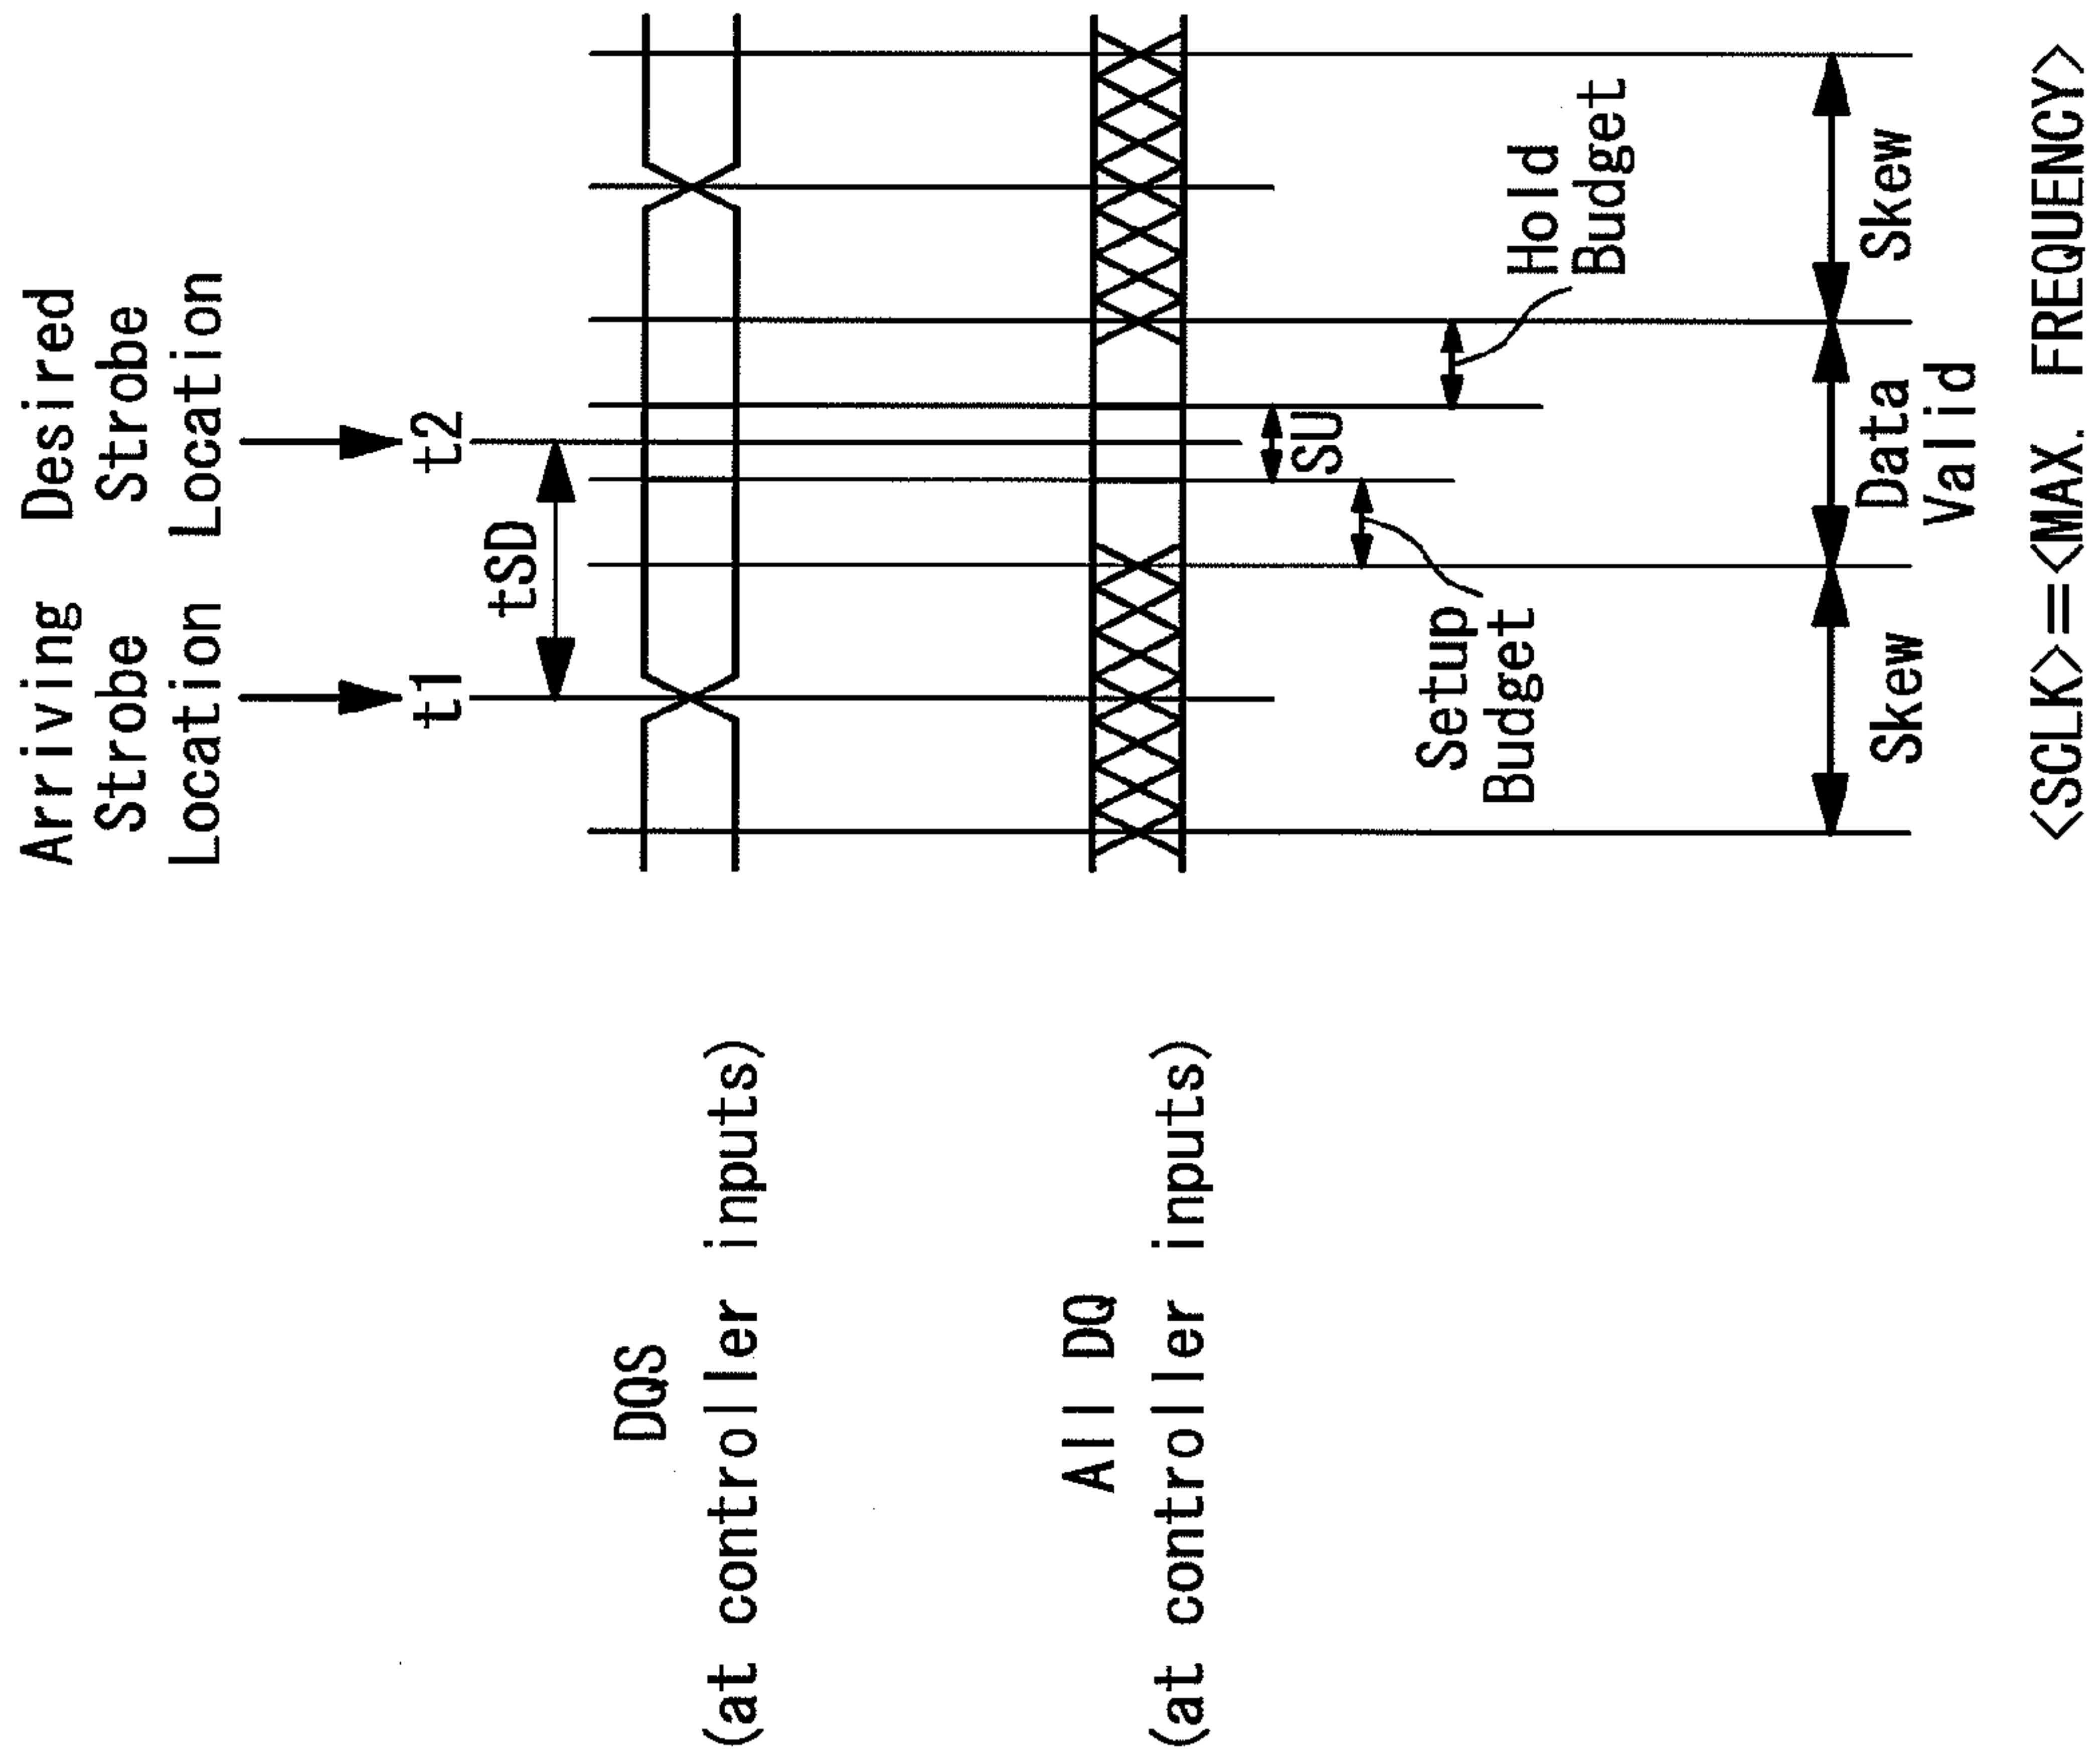 Arriving
Strobe
Location
Desired
Strobe
Location
t1
t2
tSD
DQS
(at controller inputs)
All DQ
(at controller inputs)
SU
Setup
Budget
Hold
Budget
Skew
Data
Valid
Skew
<SCLK>=<MAX. FREQUENCY>